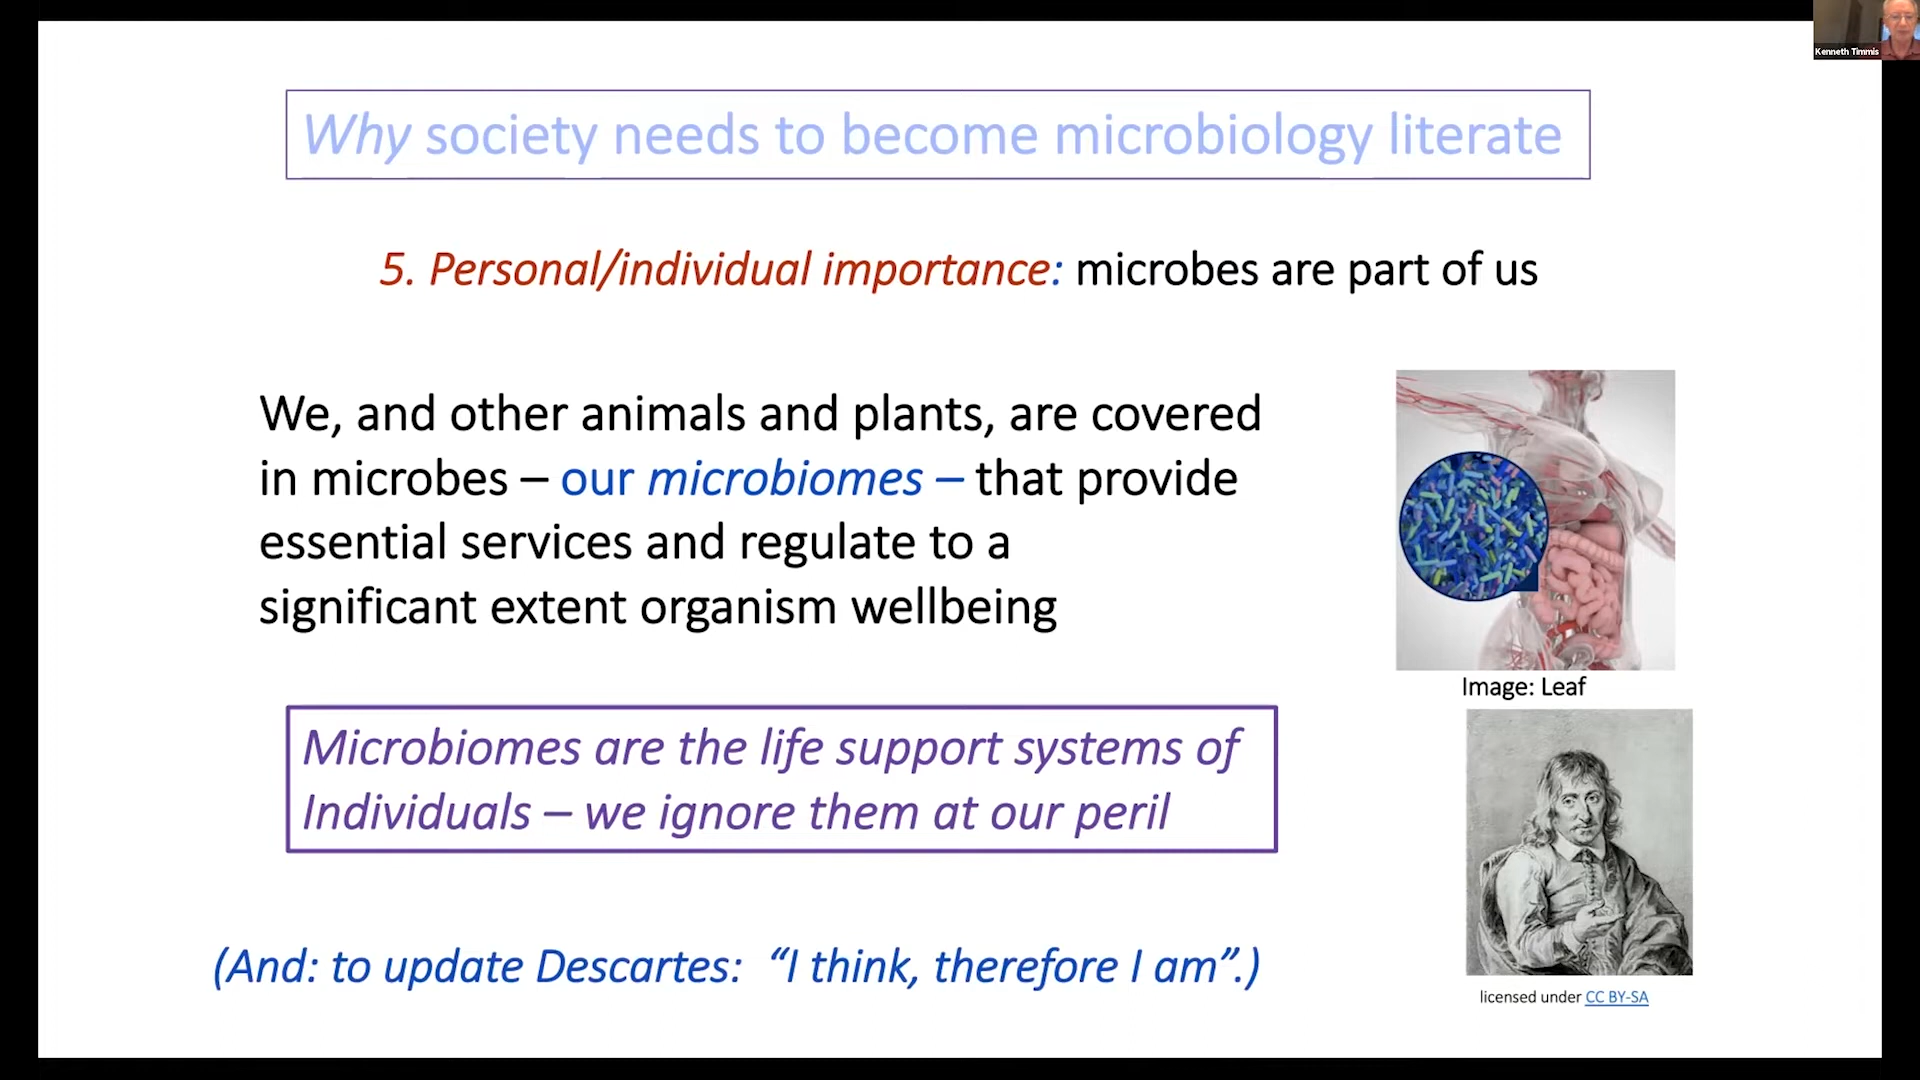 Kenneth Timmis
Why society needs to become microbiology literate
5. Personal/individual importance: microbes are part of us
We, and other animals and plants, are covered
in microbes – our microbiomes – that provide
essential services and regulate to a
significant extent organism wellbeing
Image: Leaf
Microbiomes are the life support systems of
Individuals – we ignore them at our peril
(And: to update Descartes: “I think, therefore I am”.)
licensed under CC BY-SA